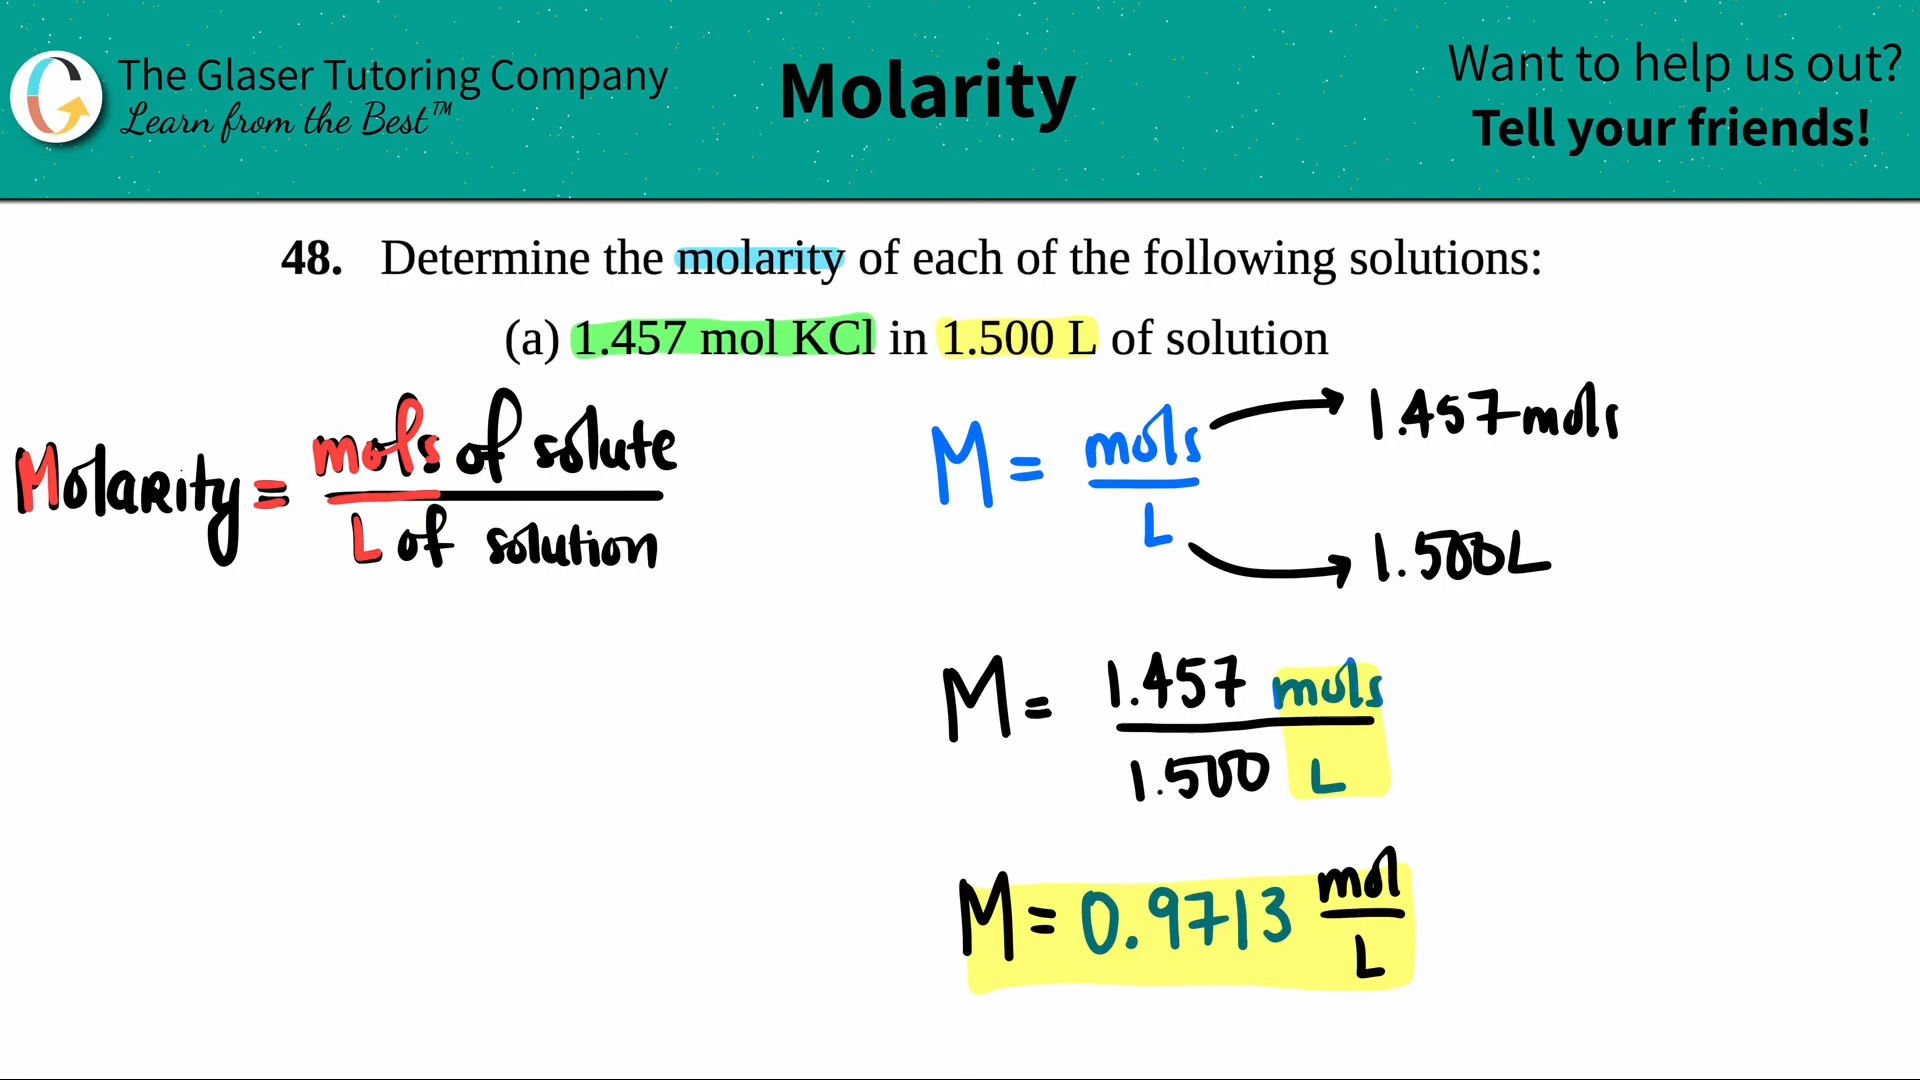 The Glaser Tutoring Company
Learn from the Best™
Molarity
Want to help us out?
Tell your friends!
48. Determine the molarity of each of the following solutions:
(a) 1.457 mol KCl in 1.500 L of solution
Molarity = mols of solute
L of solution
M = mols
L
1.457 mols
1.500 L
M = 1.457 mols
1.500 L
M = 0.9713 mol
L